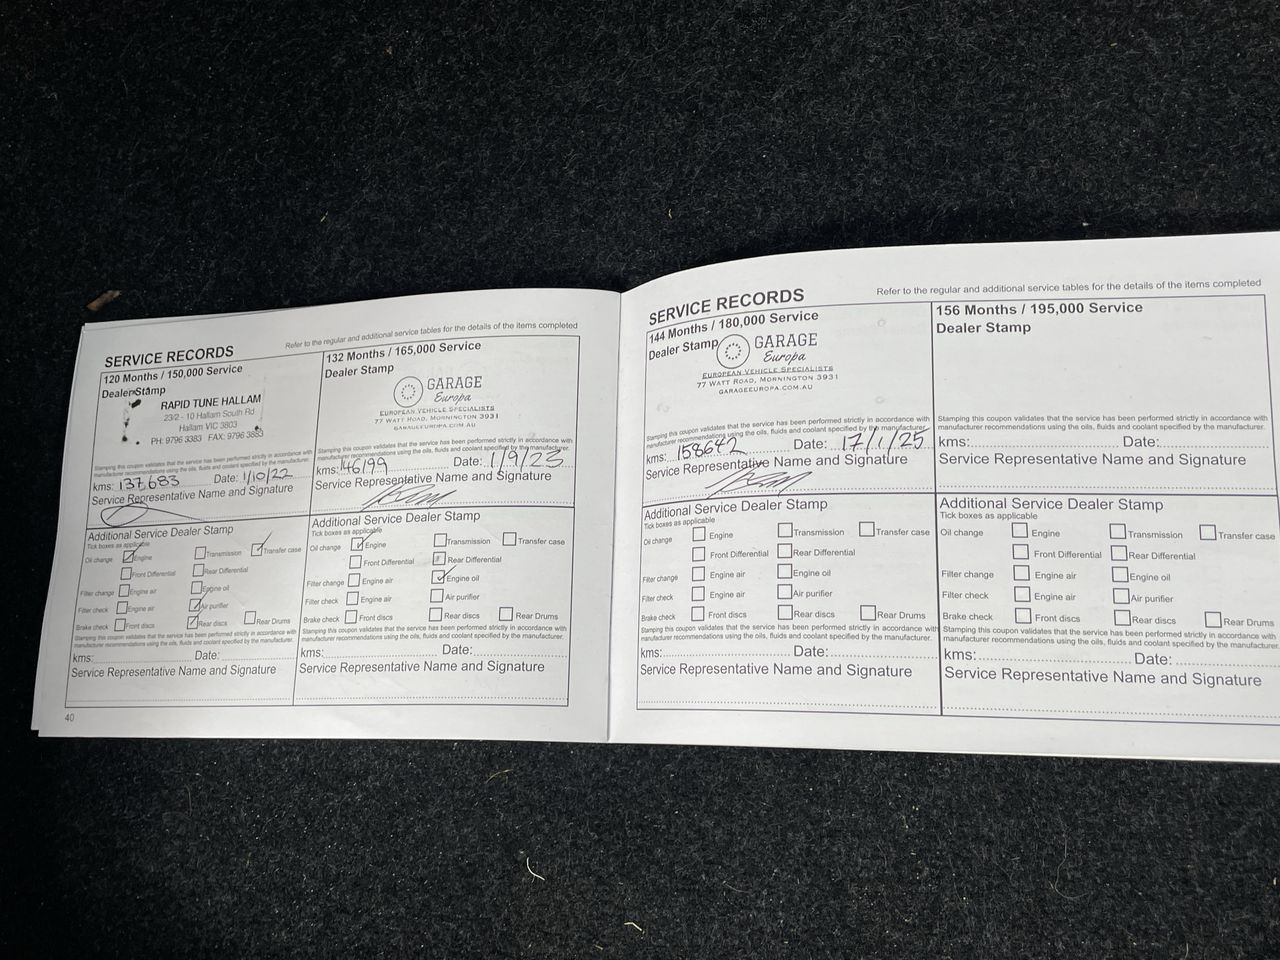 SERVICE RECORDS
Refer to the regular and additional service tables for the details of the items completed
120 Months / 150,000 Service
Dealer Stamp
RAPID TUNE HALLAM
23/2 - 10 Hallam South Rd
Hallam VIC 3803
PH: 9796 3383 FAX: 9796 3883
Stamping this coupon validates that the service has been performed strictly in accordance with
manufacturer recommendations using the oils, fluids and coolant specified by the manufacturer.
kms: 137683 Date: 1/10/22
Service Representative Name and Signature
Additional Service Dealer Stamp
Tick boxes as applicable
Oil change Engine Transmission Transfer case
Front Differential Rear Differential
Filter change Engine air Engine oil
Filter check Engine air Air purifier
Brake check Front discs Rear discs Rear Drums
Stamping this coupon validates that the service has been performed strictly in accordance with
manufacturer recommendations using the oils, fluids and coolant specified by the manufacturer.
kms: Date:
Service Representative Name and Signature
40
132 Months / 165,000 Service
Dealer Stamp
GARAGE
Europa
EUROPEAN VEHICLE SPECIALISTS
77 WATT ROAD, MORNINGTON 3931
GARAGEEUROPA.COM.AU
Stamping this coupon validates that the service has been performed strictly in accordance with
manufacturer recommendations using the oils, fluids and coolant specified by the manufacturer.
kms: 146199 Date: 1/9/23
Service Representative Name and Signature
Additional Service Dealer Stamp
Tick boxes as applicable
Oil change Engine Transmission Transfer case
Front Differential Rear Differential
Filter change Engine air Engine oil
Filter check Engine air Air purifier
Brake check Front discs Rear discs Rear Drums
Stamping this coupon validates that the service has been performed strictly in accordance with
manufacturer recommendations using the oils, fluids and coolant specified by the manufacturer.
kms: Date:
Service Representative Name and Signature
SERVICE RECORDS
Refer to the regular and additional service tables for the details of the items completed
144 Months / 180,000 Service
Dealer Stamp
GARAGE
Europa
EUROPEAN VEHICLE SPECIALISTS
77 WATT ROAD, MORNINGTON 3931
GARAGEEUROPA.COM.AU
Stamping this coupon validates that the service has been performed strictly in accordance with
manufacturer recommendations using the oils, fluids and coolant specified by the manufacturer.
kms: 158642 Date: 17/1/25
Service Representative Name and Signature
Additional Service Dealer Stamp
Tick boxes as applicable
Oil change Engine Transmission Transfer case
Front Differential Rear Differential
Filter change Engine air Engine oil
Filter check Engine air Air purifier
Brake check Front discs Rear discs Rear Drums
Stamping this coupon validates that the service has been performed strictly in accordance with
manufacturer recommendations using the oils, fluids and coolant specified by the manufacturer.
kms: Date:
Service Representative Name and Signature
156 Months / 195,000 Service
Dealer Stamp
Stamping this coupon validates that the service has been performed strictly in accordance with
manufacturer recommendations using the oils, fluids and coolant specified by the manufacturer.
kms: Date:
Service Representative Name and Signature
Additional Service Dealer Stamp
Tick boxes as applicable
Oil change Engine Transmission Transfer case
Front Differential Rear Differential
Filter change Engine air Engine oil
Filter check Engine air Air purifier
Brake check Front discs Rear discs Rear Drums
Stamping this coupon validates that the service has been performed strictly in accordance with
manufacturer recommendations using the oils, fluids and coolant specified by the manufacturer.
kms: Date:
Service Representative Name and Signature